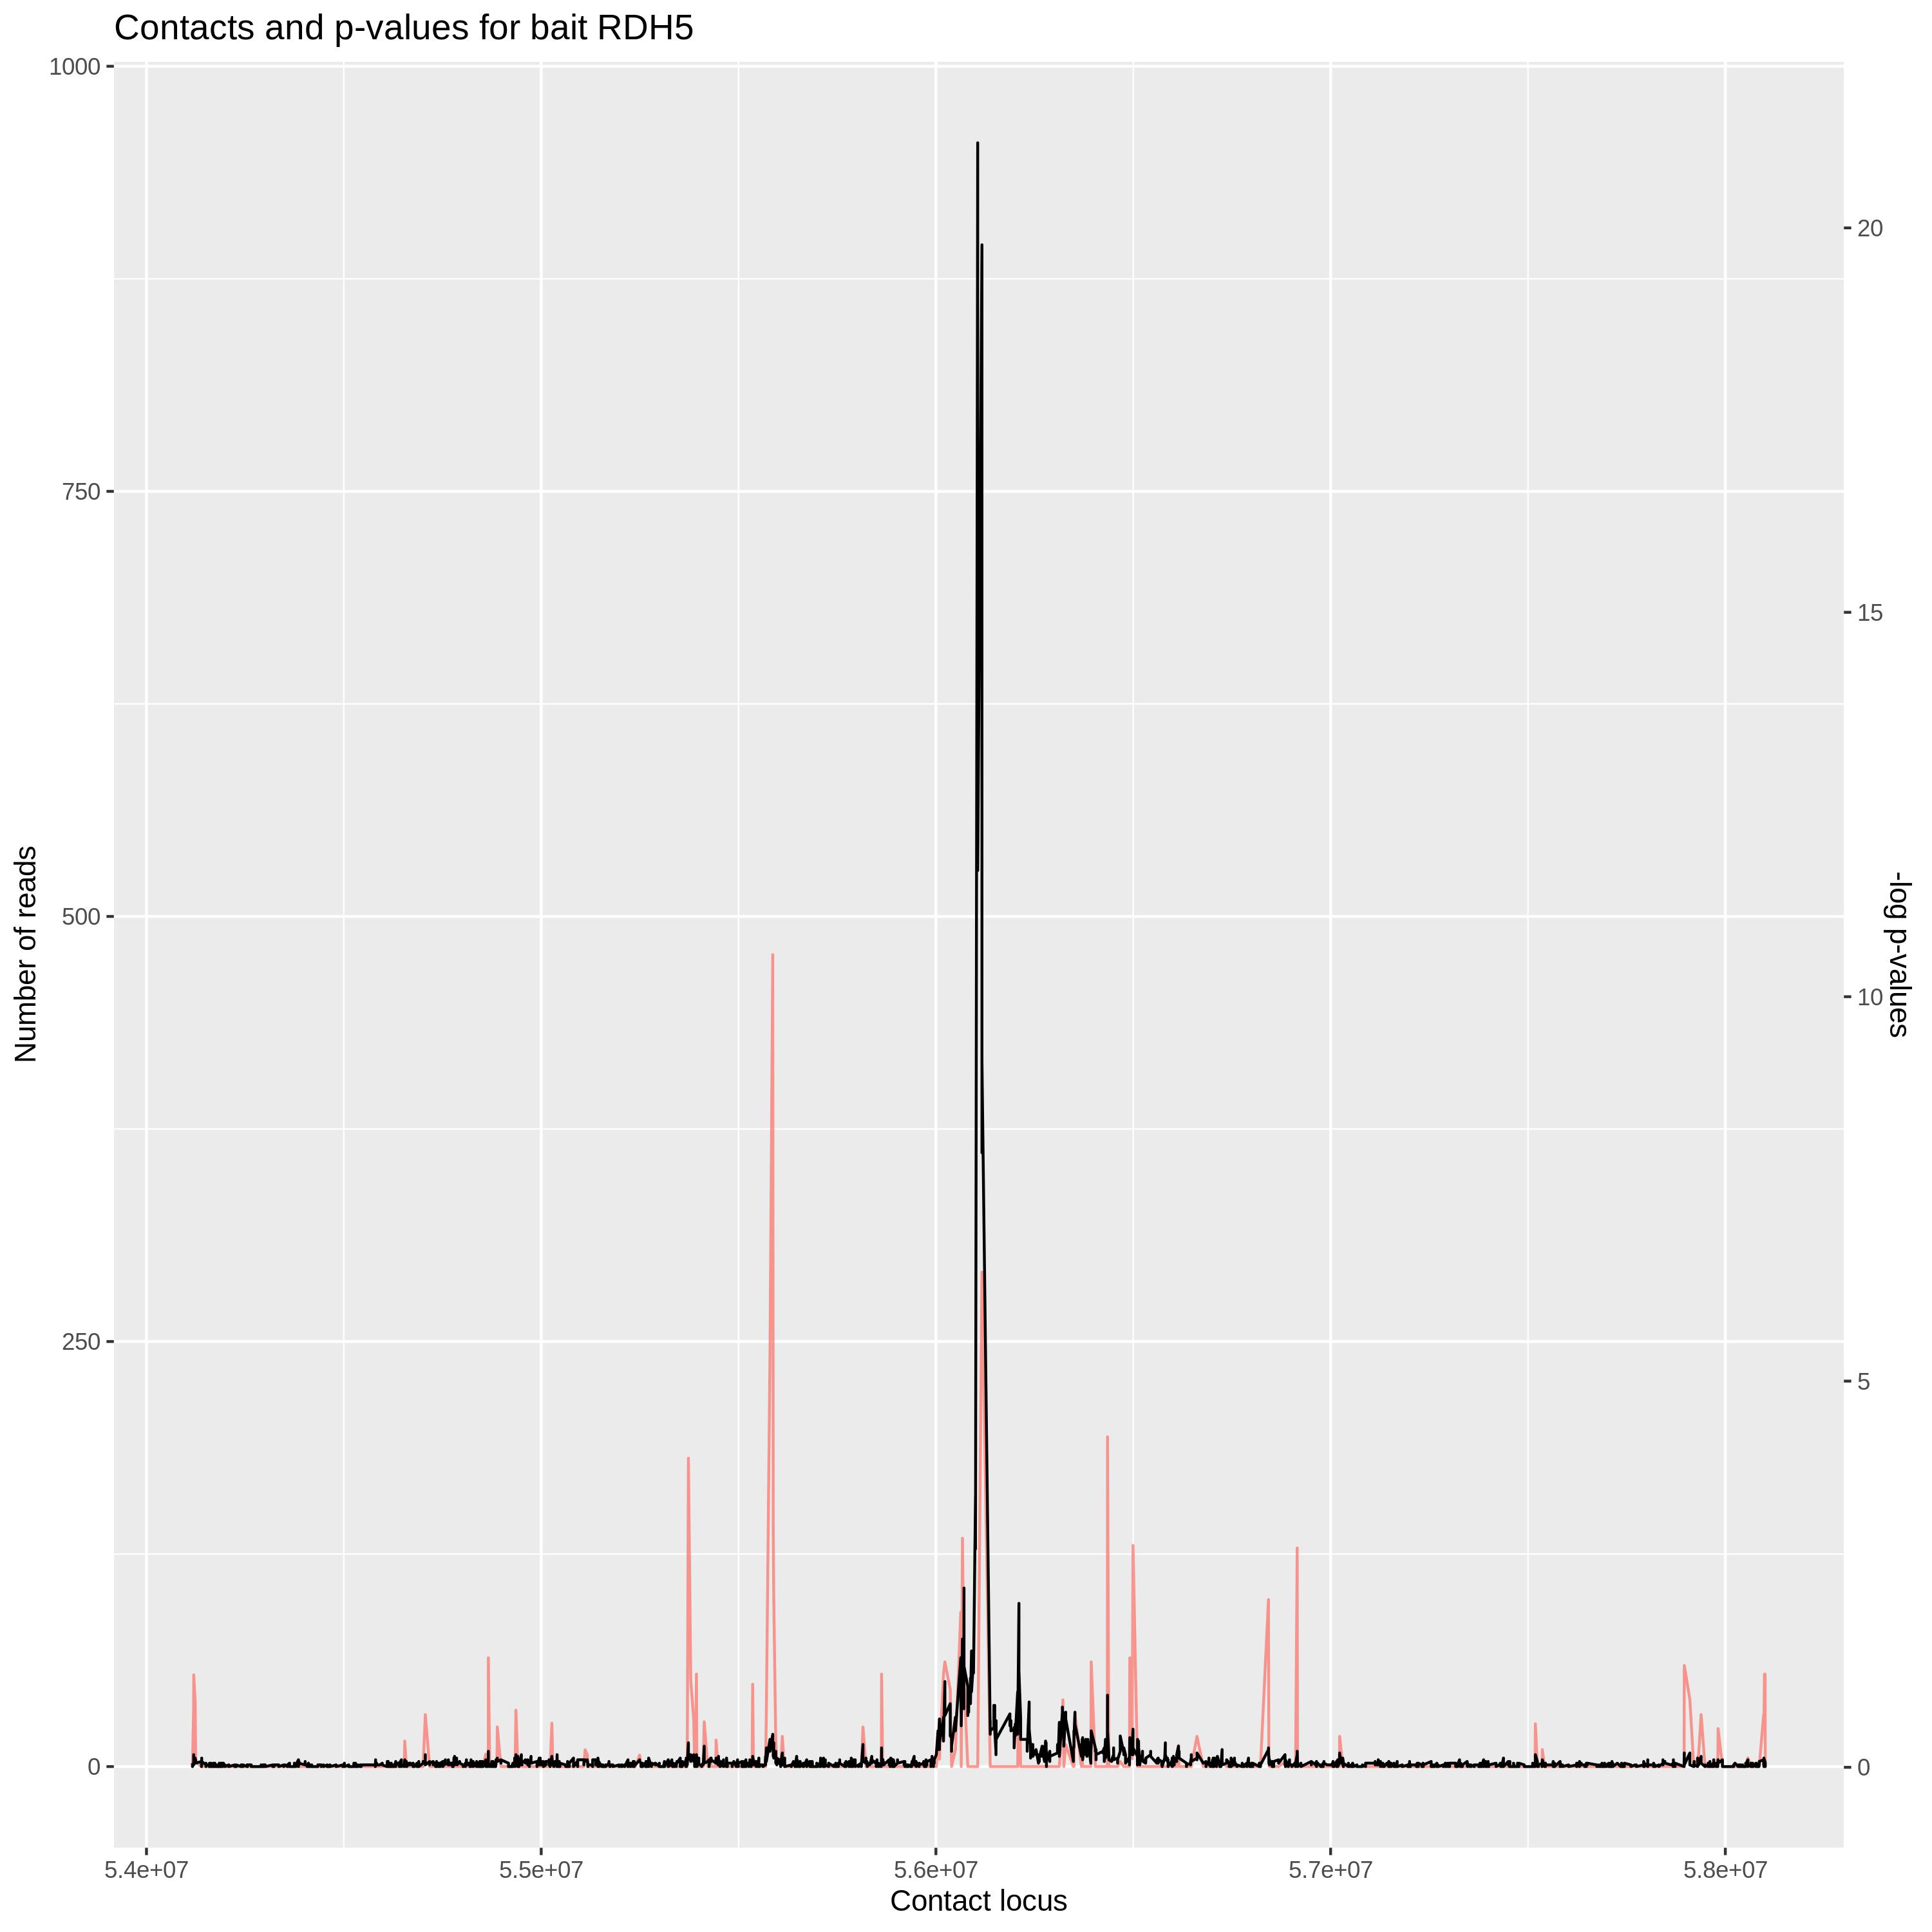 Contacts and p-values for bait RDH5
1000
750
500
250
0
Number of reads
20
15
10
5
0
-log p-values
5.4e+07
5.5e+07
5.6e+07
5.7e+07
5.8e+07
Contact locus